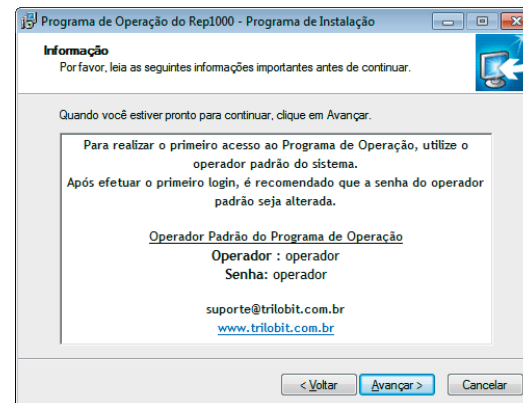 Programa de Operação do Rep1000 - Programa de Instalação
Informação
Por favor, leia as seguintes informações importantes antes de continuar.
Quando você estiver pronto para continuar, clique em Avançar.
Para realizar o primeiro acesso ao Programa de Operação, utilize o
operador padrão do sistema.
Após efetuar o primeiro login, é recomendado que a senha do operador
padrão seja alterada.
Operador Padrão do Programa de Operação
Operador : operador
Senha: operador
suporte@trilobit.com.br
www.trilobit.com.br
< Voltar Avançar > Cancelar